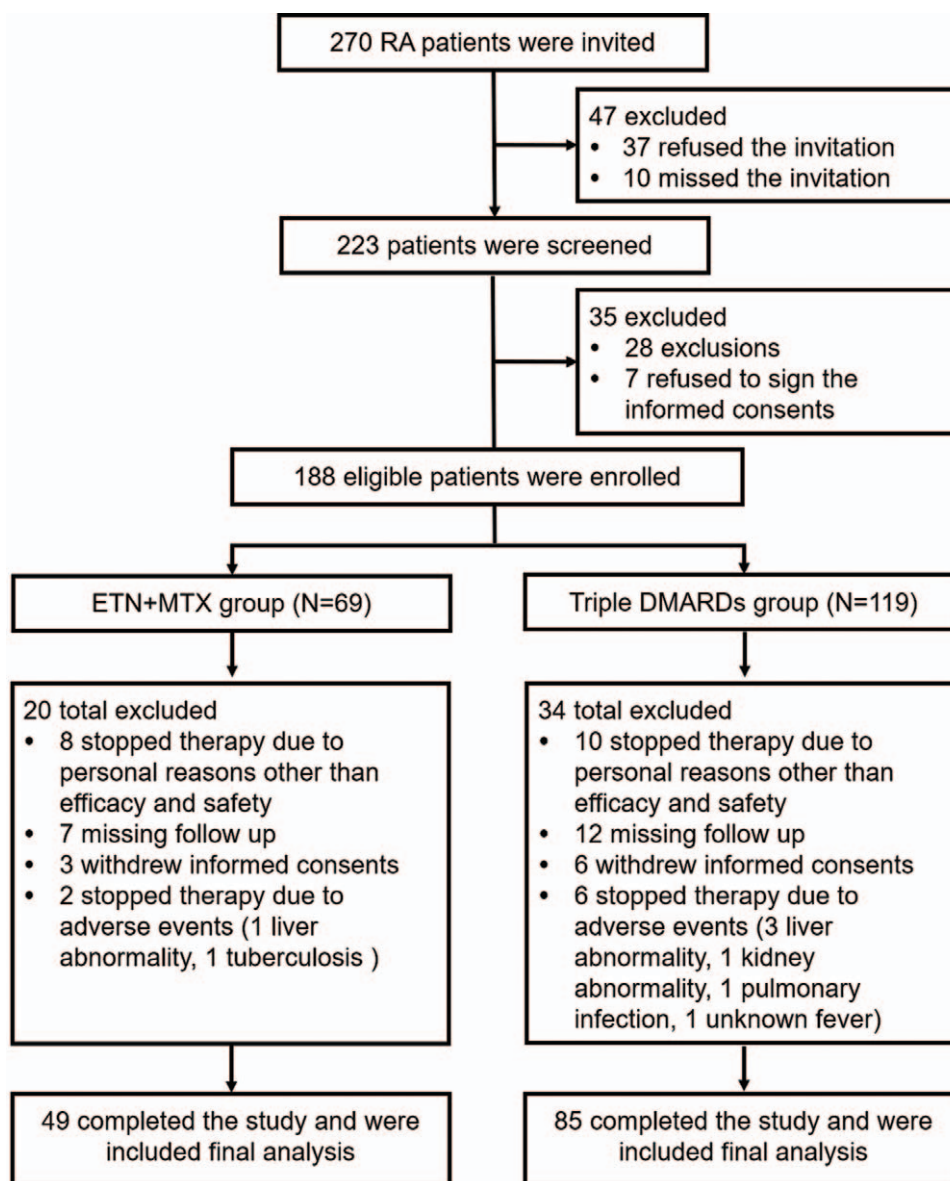 270 RA patients were invited
47 excluded
• 37 refused the invitation
• 10 missed the invitation
223 patients were screened
35 excluded
• 28 exclusions
• 7 refused to sign the
informed consents
188 eligible patients were enrolled
ETN+MTX group (N=69)
Triple DMARDs group (N=119)
20 total excluded
• 8 stopped therapy due to
personal reasons other than
efficacy and safety
• 7 missing follow up
• 3 withdrew informed consents
• 2 stopped therapy due to
adverse events (1 liver
abnormality, 1 tuberculosis )
34 total excluded
• 10 stopped therapy due to
personal reasons other than
efficacy and safety
• 12 missing follow up
• 6 withdrew informed consents
• 6 stopped therapy due to
adverse events (3 liver
abnormality, 1 kidney
abnormality, 1 pulmonary
infection, 1 unknown fever)
49 completed the study and were
included final analysis
85 completed the study and were
included final analysis